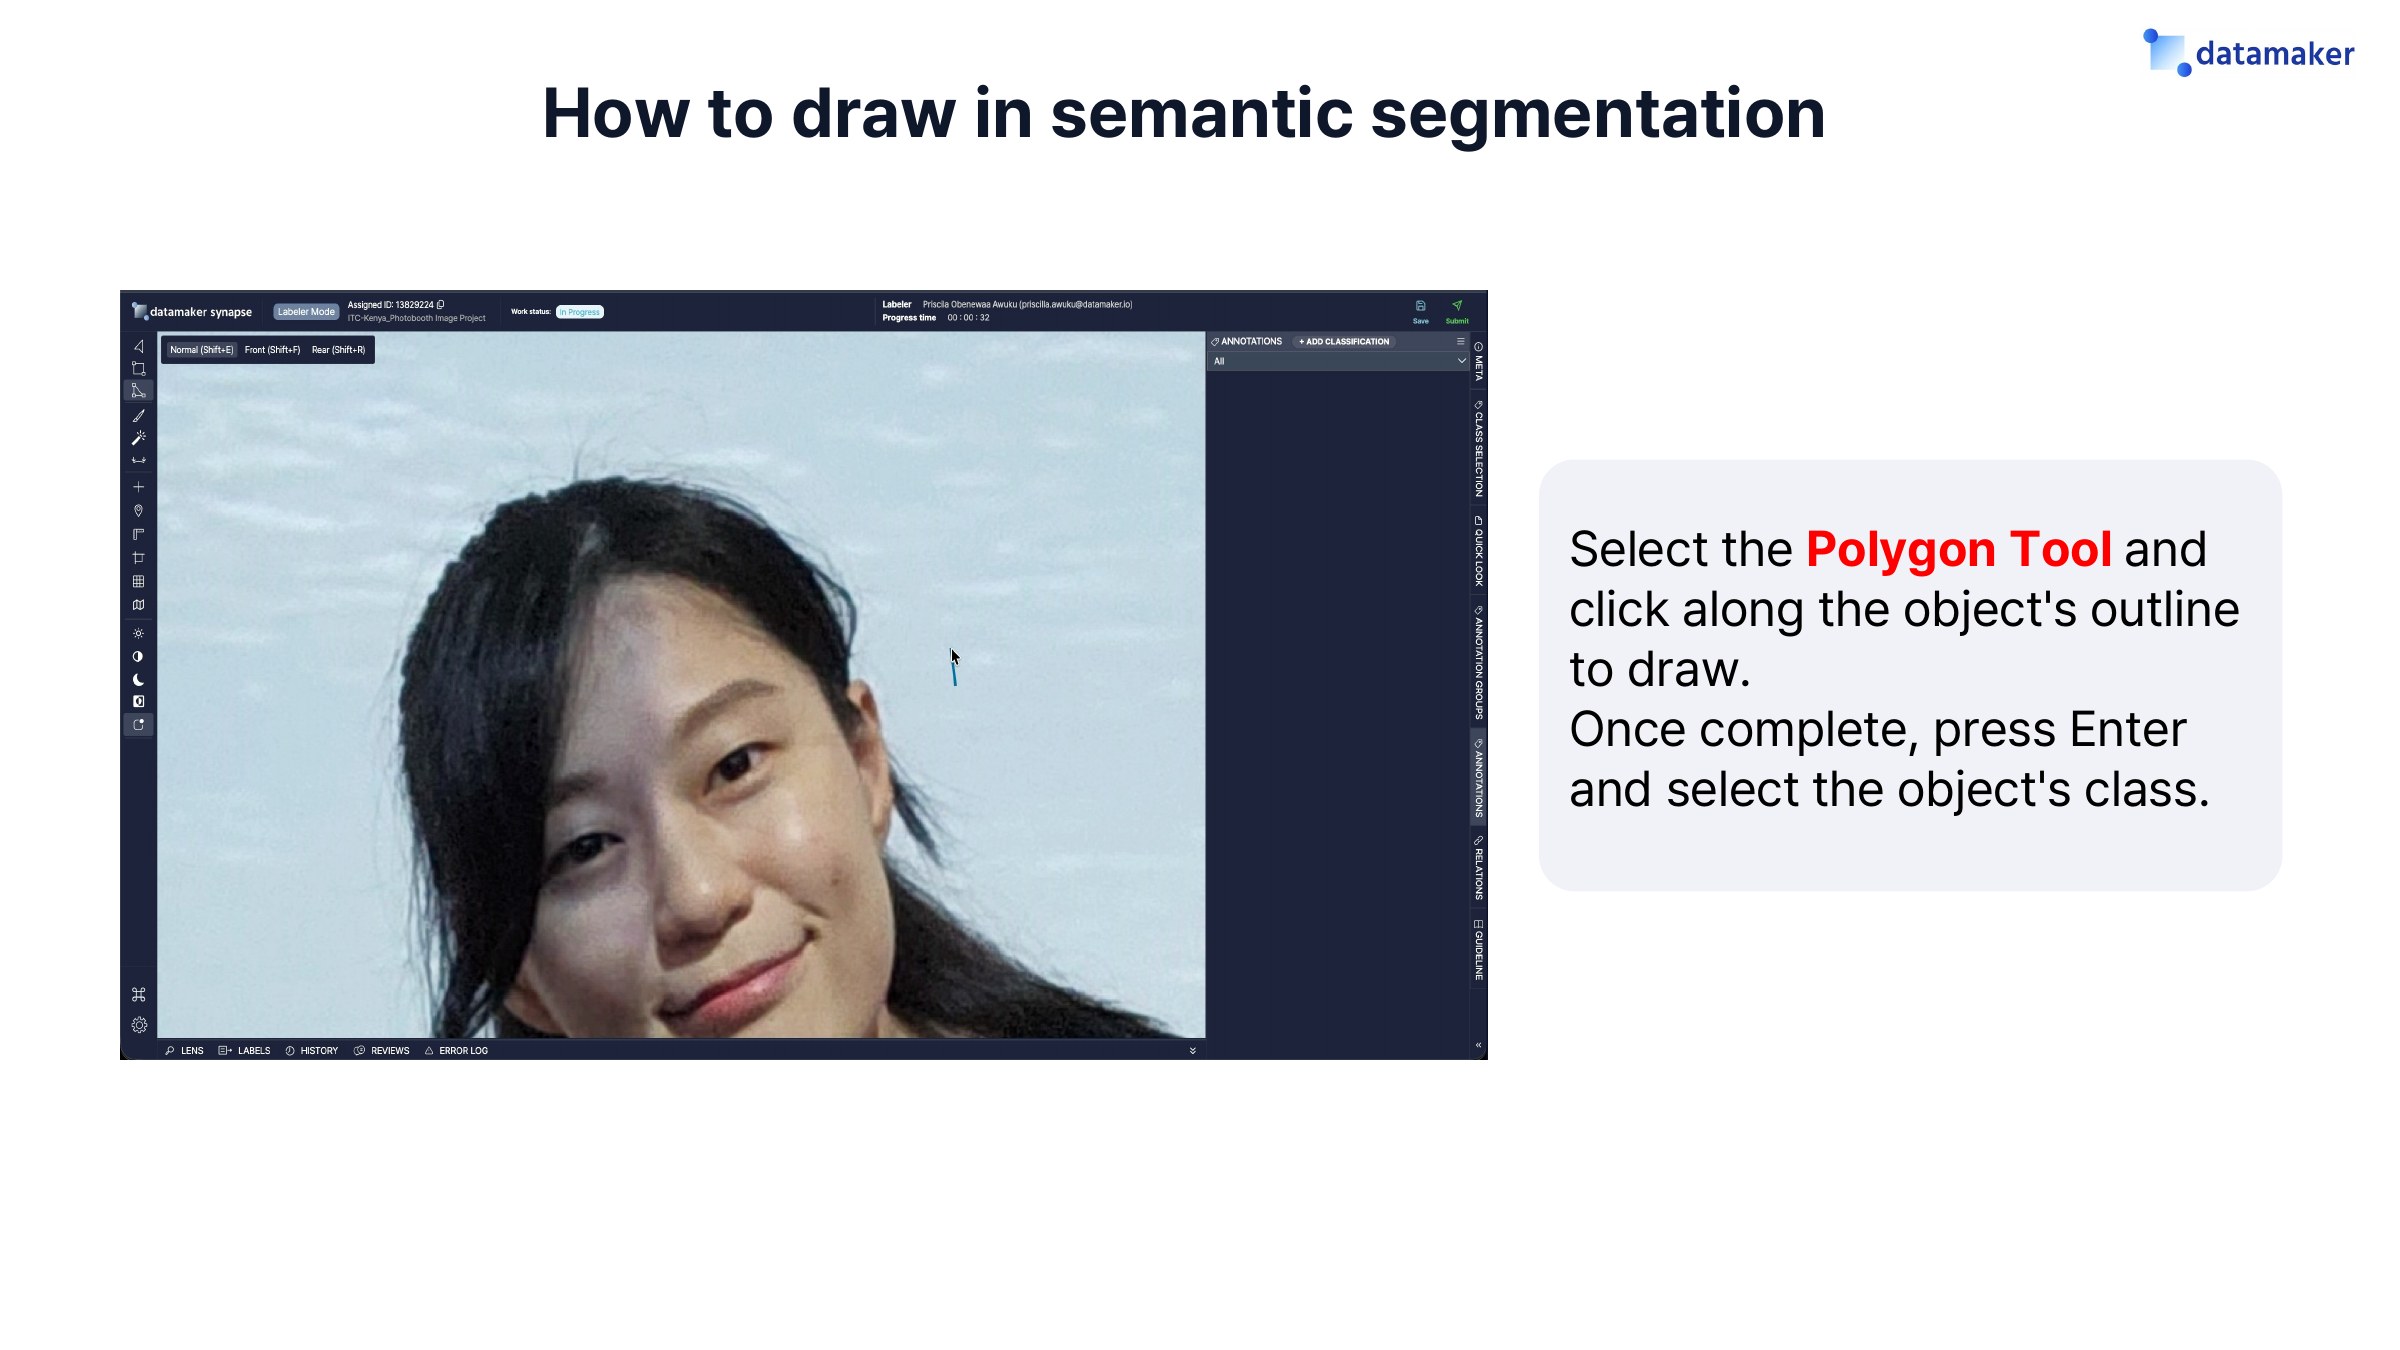 datamaker
How to draw in semantic segmentation
datamaker synapse
Labeler Mode
Assigned ID: 13829224
ITC-Kenya_Photobooth Image Project
Work status: In Progress
Labeler Priscila Obenewaa Awuku (priscilla.awuku@datamaker.io)
Progress time 00 : 00 : 32
Save
Submit
Normal (Shift+E) Front (Shift+F) Rear (Shift+R)
ANNOTATIONS + ADD CLASSIFICATION
All
META
CLASS SELECTION
QUICK LOOK
ANNOTATION GROUPS
ANNOTATIONS
RELATIONS
GUIDELINE
LENS LABELS HISTORY REVIEWS ERROR LOG
Select the Polygon Tool and
click along the object's outline
to draw.
Once complete, press Enter
and select the object's class.